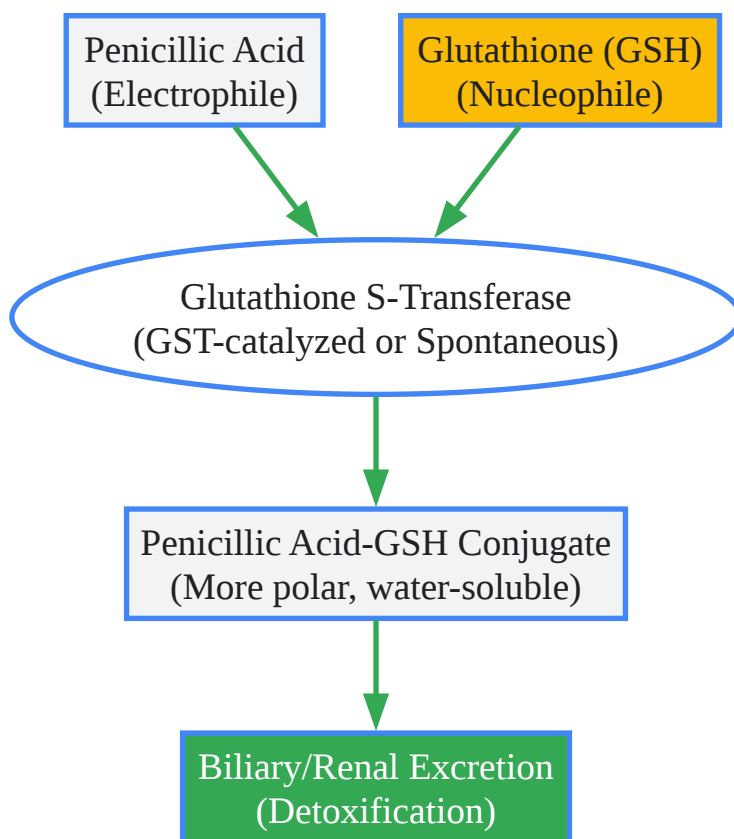 Penicillic Acid
(Electrophile)
Glutathione (GSH)
(Nucleophile)
Glutathione S-Transferase
(GST-catalyzed or Spontaneous)
Penicillic Acid-GSH Conjugate
(More polar, water-soluble)
Biliary/Renal Excretion
(Detoxification)